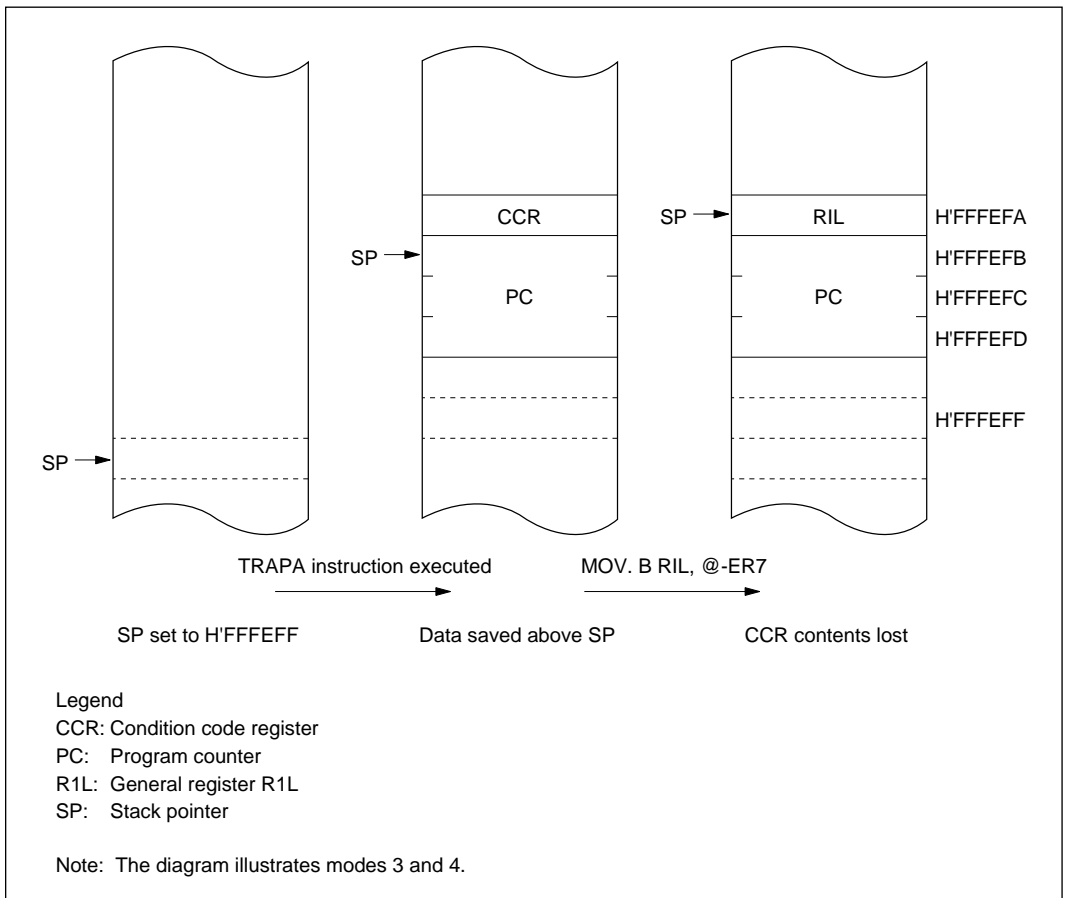 CCR
SP
RIL
H'FFFEFA
SP
H'FFFEFB
PC
PC
H'FFFEFC
H'FFFEFD
H'FFFEFF
SP
TRAPA instruction executed
MOV. B RIL, @-ER7
SP set to H'FFFEFF
Data saved above SP
CCR contents lost
Legend
CCR: Condition code register
PC: Program counter
R1L: General register R1L
SP: Stack pointer
Note: The diagram illustrates modes 3 and 4.